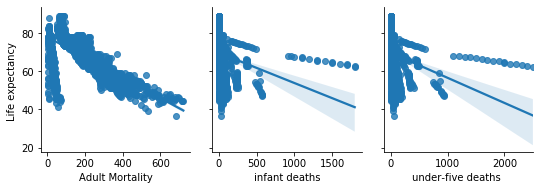 Life expectancy
80
60
40
20
0 200 400 600
Adult Mortality
0 500 1000 1500
infant deaths
0 1000 2000
under-five deaths